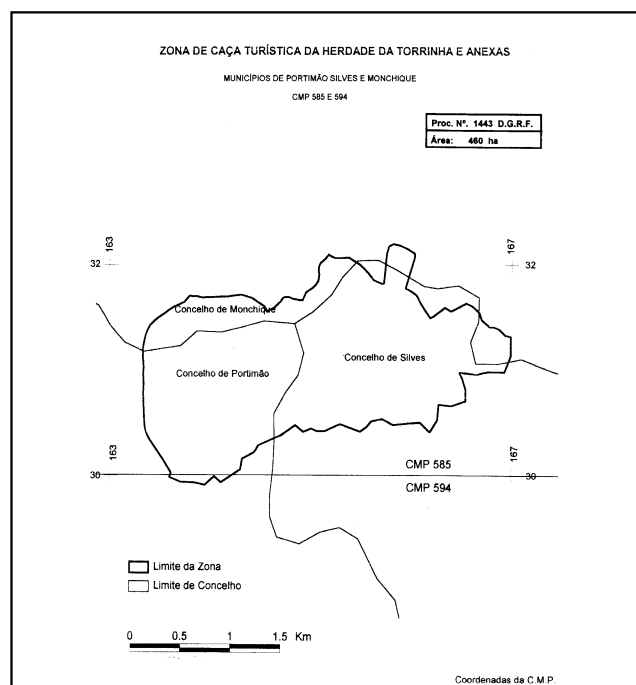 ZONA DE CAÇA TURÍSTICA DA HERDADE DA TORRINHA E ANEXAS
MUNICÍPIOS DE PORTIMÃO SILVES E MONCHIQUE
CMP 585 E 594
Proc. Nº. 1443 D.G.R.F.
Área: 460 ha
163
167
32
32
Concelho de Monchique
Concelho de Silves
Concelho de Portimão
163
167
30
CMP 585
30
CMP 594
Limite da Zona
Limite de Concelho
0 0.5 1 1.5 Km
Coordenadas da C.M.P.